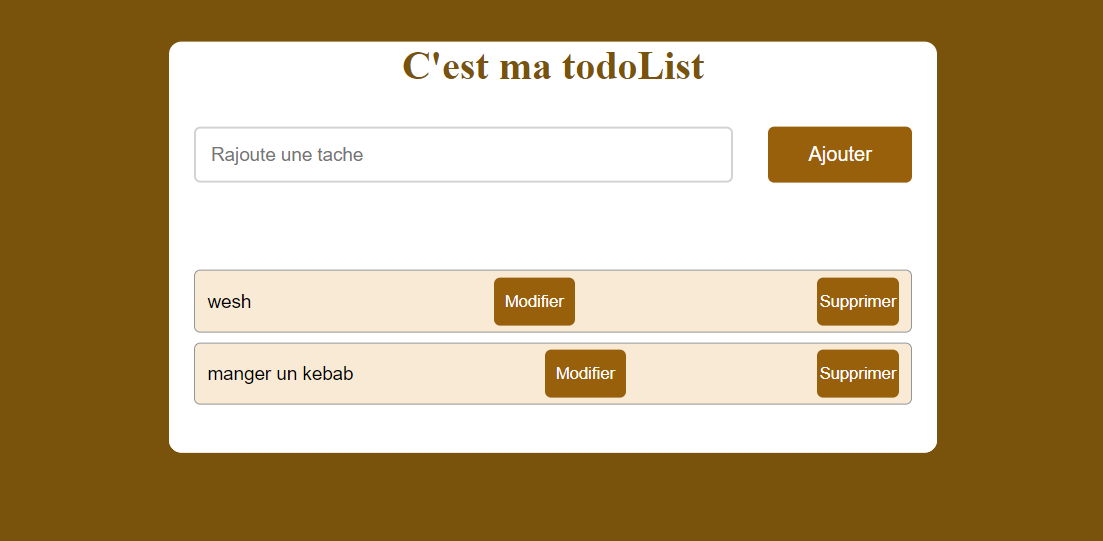 C'est ma todoList
Rajoute une tache
Ajouter
wesh
Modifier
Supprimer
manger un kebab
Modifier
Supprimer